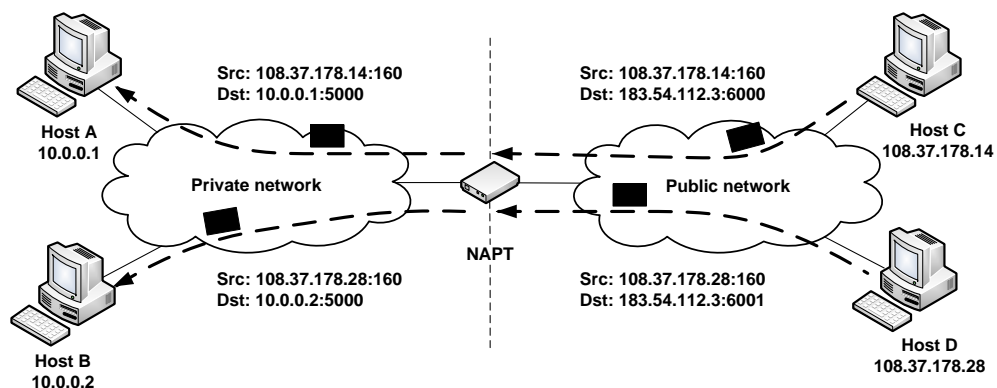 Src: 108.37.178.14:160
Dst: 10.0.0.1:5000
Src: 108.37.178.14:160
Dst: 183.54.112.3:6000
Host A
10.0.0.1
Host C
108.37.178.14
Private network
Public network
NAPT
Src: 108.37.178.28:160
Dst: 10.0.0.2:5000
Src: 108.37.178.28:160
Dst: 183.54.112.3:6001
Host B
10.0.0.2
Host D
108.37.178.28